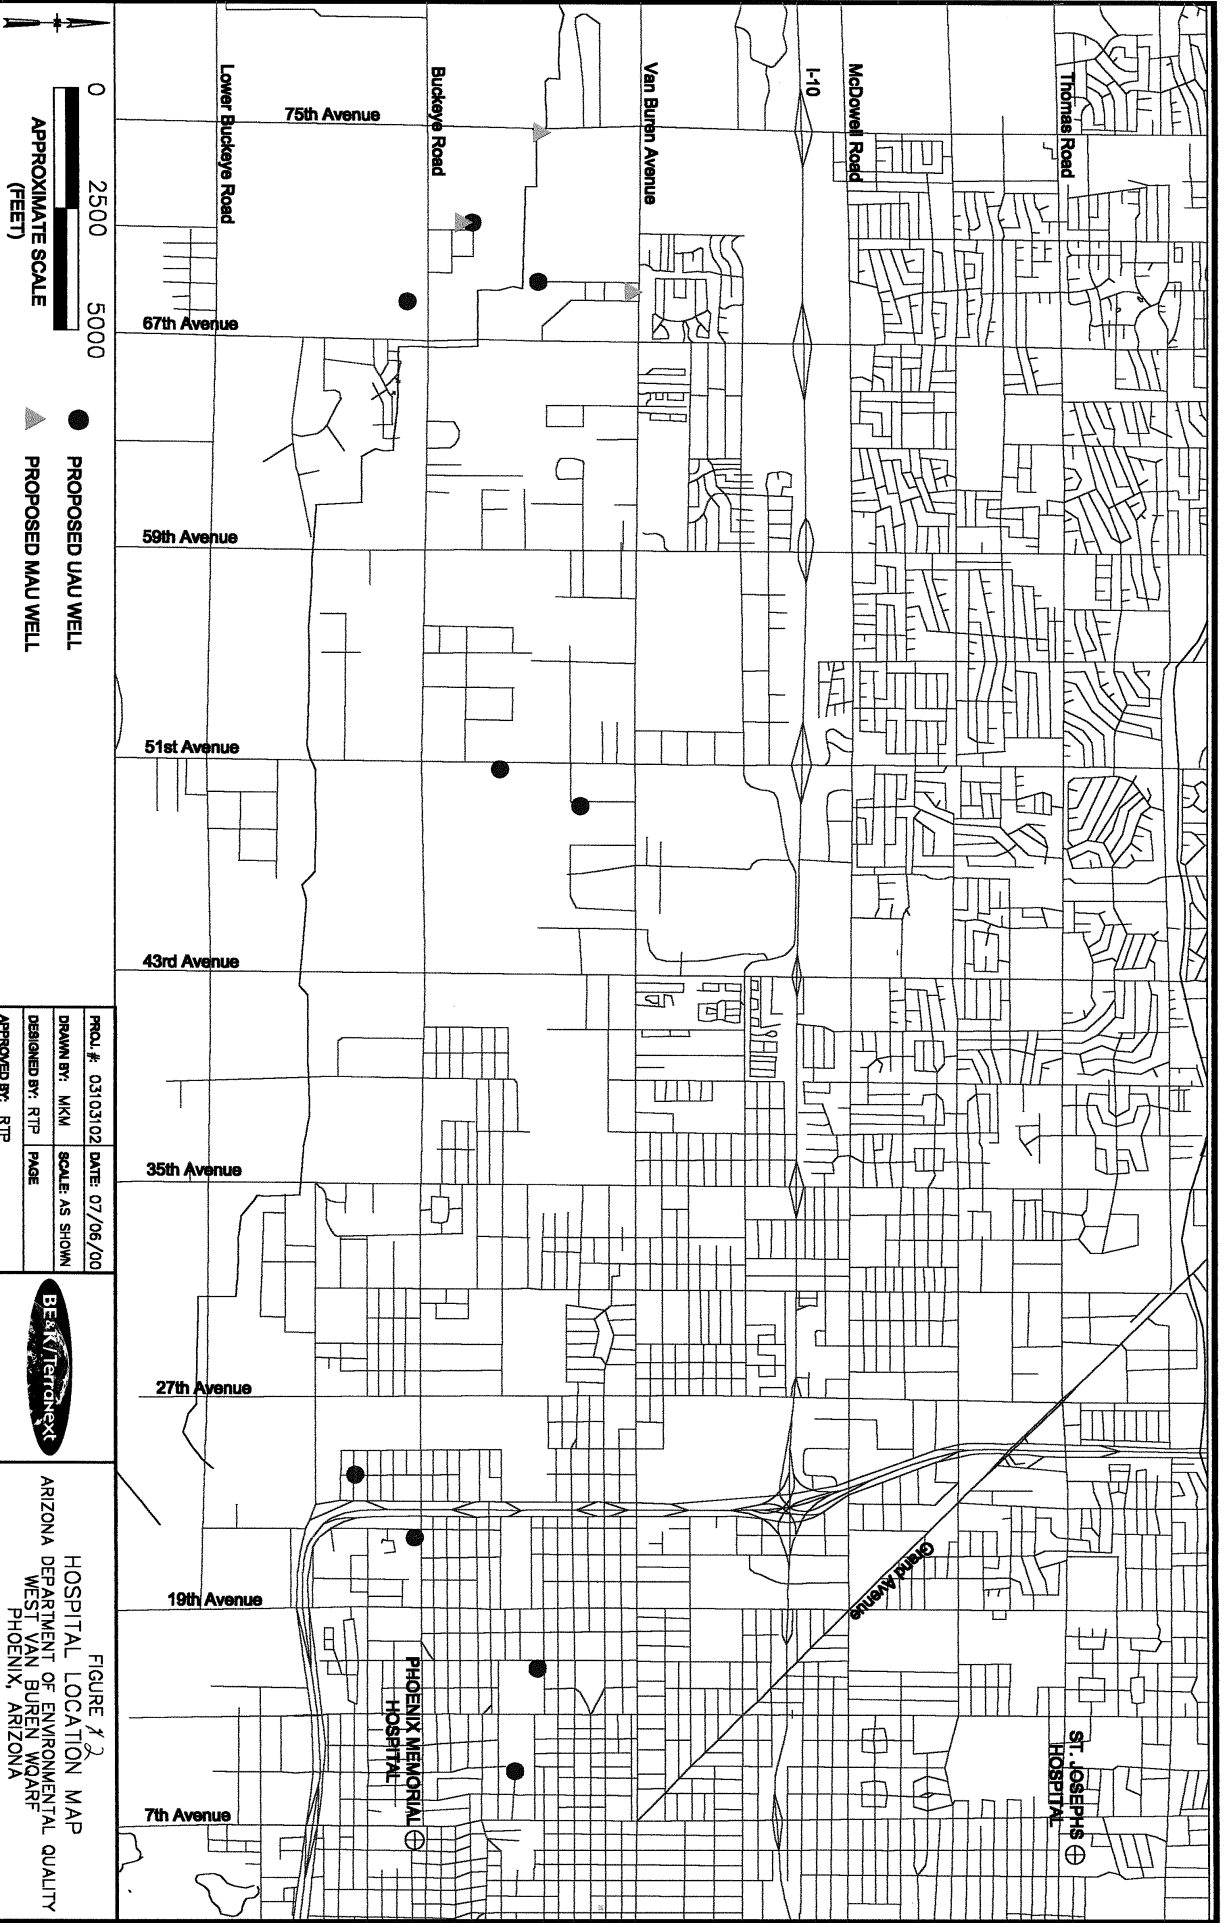 Thomas Road
McDowell Road
I-10
Van Buren Avenue
Buckeye Road
Lower Buckeye Road
75th Avenue
67th Avenue
59th Avenue
51st Avenue
43rd Avenue
35th Avenue
27th Avenue
19th Avenue
7th Avenue
Grand Avenue
ST. JOSEPHS
HOSPITAL
PHOENIX MEMORIAL
HOSPITAL
0 2500 5000
APPROXIMATE SCALE
(FEET)
PROPOSED UAU WELL
PROPOSED MAU WELL
PROJ. #: 03103102 DATE: 07/06/00
DRAWN BY: MKM SCALE: AS SHOWN
DESIGNED BY: RTP PAGE
APPROVED BY: RTP
BE&K/Terranext
FIGURE 2
HOSPITAL LOCATION MAP
ARIZONA DEPARTMENT OF ENVIRONMENTAL QUALITY
WEST VAN BUREN WQARF
PHOENIX, ARIZONA